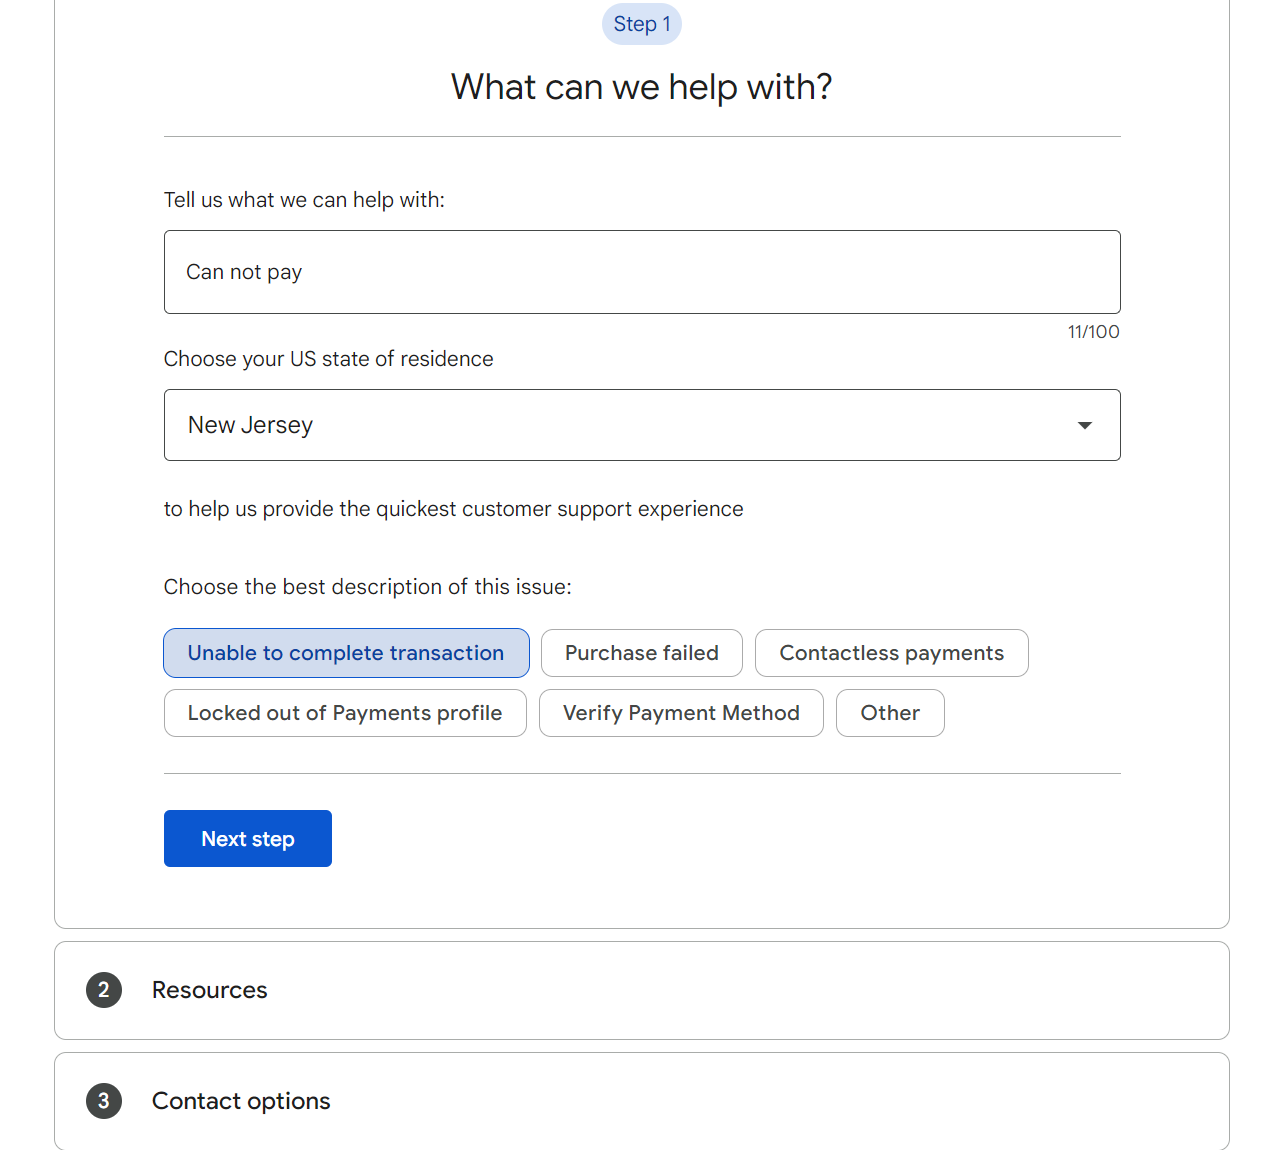 Step 1
What can we help with?
Tell us what we can help with:
Can not pay
11/100
Choose your US state of residence
New Jersey
to help us provide the quickest customer support experience
Choose the best description of this issue:
Unable to complete transaction
Purchase failed
Contactless payments
Locked out of Payments profile
Verify Payment Method
Other
Next step
2 Resources
3 Contact options